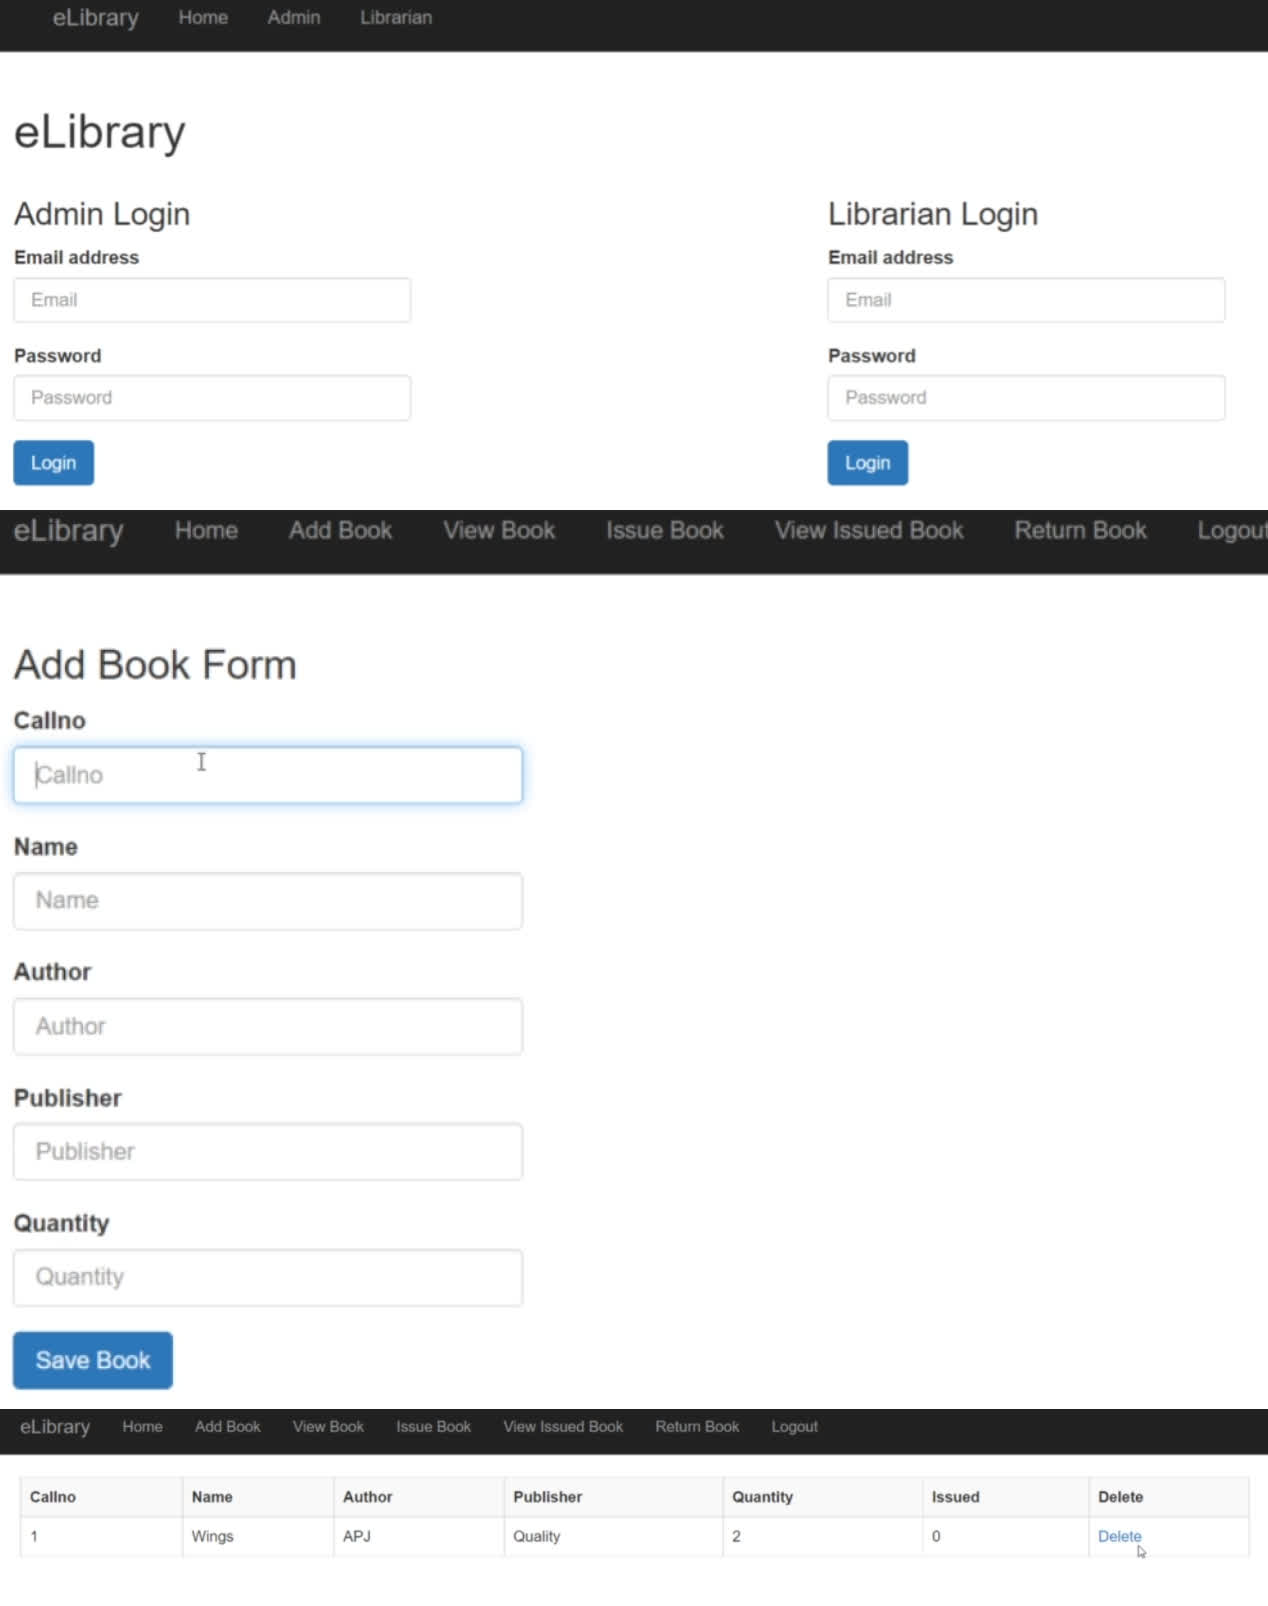 eLibrary Home Admin Librarian
eLibrary
Admin Login
Email address
Email
Password
Password
Login
Librarian Login
Email address
Email
Password
Password
Login
eLibrary Home Add Book View Book Issue Book View Issued Book Return Book Logout
Add Book Form
Callno
Callno
Name
Name
Author
Author
Publisher
Publisher
Quantity
Quantity
Save Book
eLibrary Home Add Book View Book Issue Book View Issued Book Return Book Logout
Callno Name Author Publisher Quantity Issued Delete
1 Wings APJ Quality 2 0 Delete